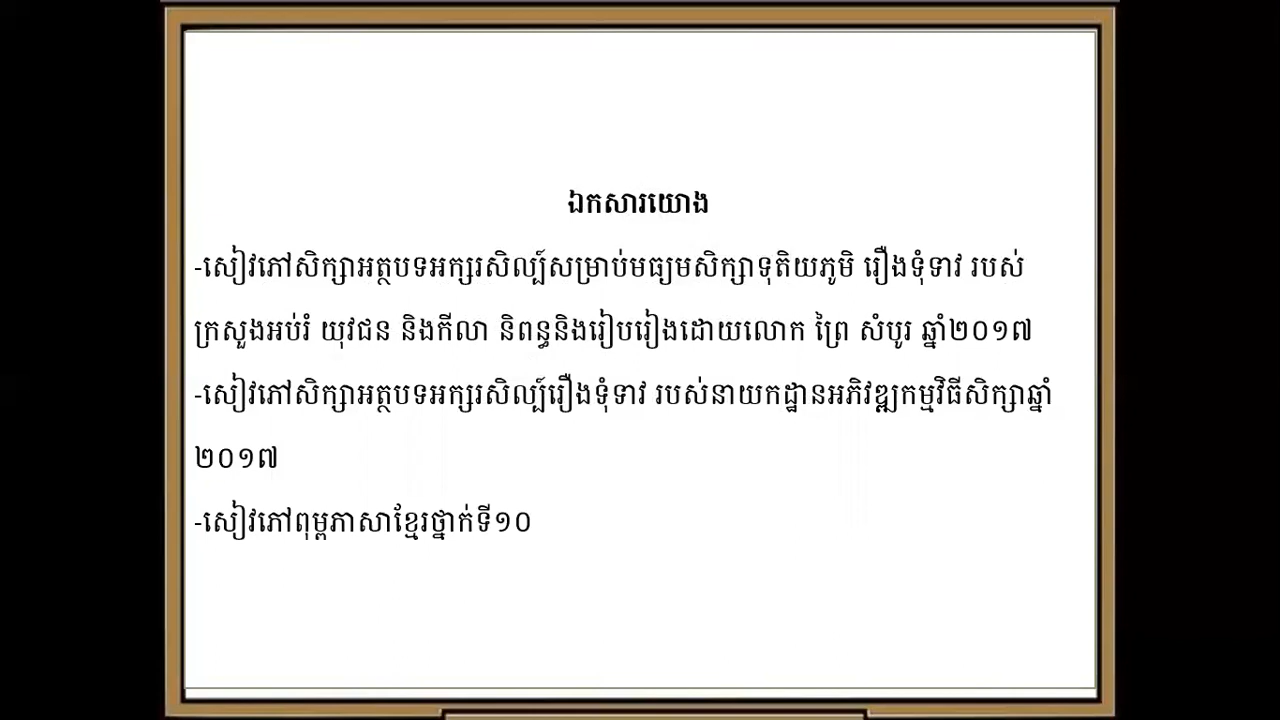 ឯកសារយោង
-សៀវភៅសិក្សាអត្ថបទអក្សរសិល្ប៍សម្រាប់មធ្យមសិក្សាទុតិយភូមិ រឿងទុំទាវ របស់
ក្រសួងអប់រំ យុវជន និងកីលា និពន្ធនិងរៀបរៀងដោយលោក ព្រៃ សំបូរ ឆ្នាំ២០១៧
-សៀវភៅសិក្សាអត្ថបទអក្សរសិល្ប៍រឿងទុំទាវ របស់នាយកដ្ឋានអភិវឌ្ឍកម្មវិធីសិក្សាឆ្នាំ
២០១៧
-សៀវភៅពុម្ពភាសាខ្មែរថ្នាក់ទី១០